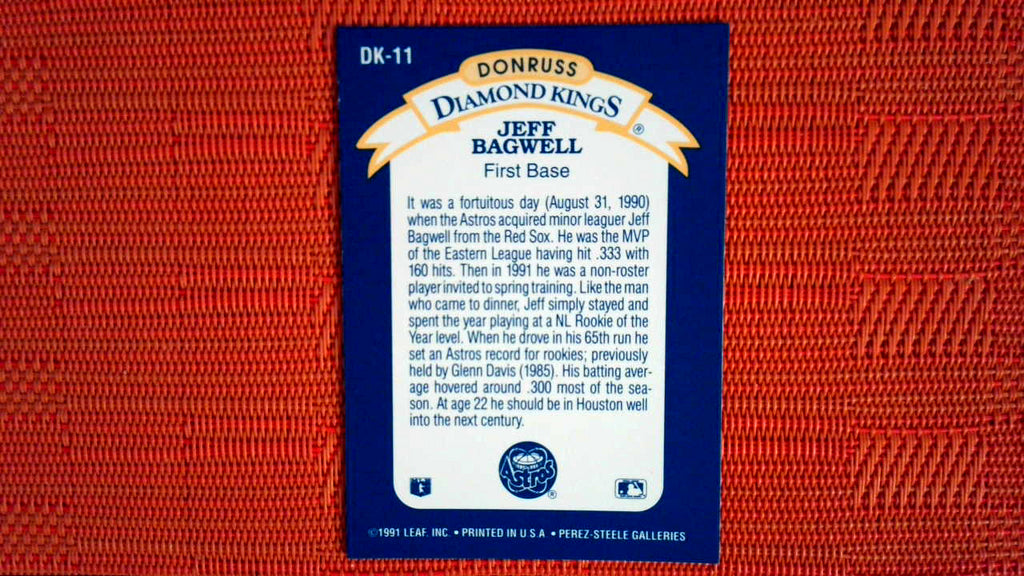 DK-11
DONRUSS
DIAMOND KINGS
®
JEFF
BAGWELL
First Base
It was a fortuitous day (August 31, 1990)
when the Astros acquired minor leaguer Jeff
Bagwell from the Red Sox. He was the MVP
of the Eastern League having hit .333 with
160 hits. Then in 1991 he was a non-roster
player invited to spring training. Like the man
who came to dinner, Jeff simply stayed and
spent the year playing at a NL Rookie of the
Year level. When he drove in his 65th run he
set an Astros record for rookies; previously
held by Glenn Davis (1985). His batting aver-
age hovered around .300 most of the sea-
son. At age 22 he should be in Houston well
into the next century.
Astros
®
©1991 LEAF, INC. • PRINTED IN U.S.A. • PEREZ-STEELE GALLERIES